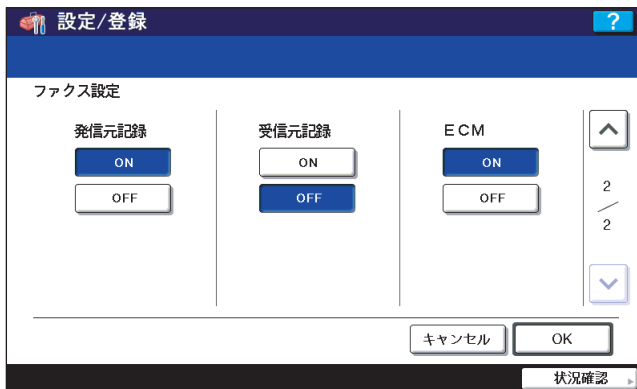 設定/登録
?
ファクス設定
発信元記録
ON
OFF
受信元記録
ON
OFF
ECM
ON
OFF
2
2
キャンセル
OK
状況確認